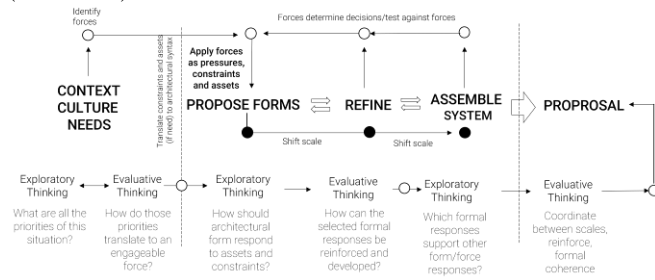 Identify
forces
Forces determine decisions/test against forces
Translate constraints and assets
(if need) to architectural syntax
Apply forces
as pressures,
constraints
and assets
CONTEXT
CULTURE
NEEDS
PROPOSE FORMS
REFINE
ASSEMBLE
SYSTEM
PROPROSAL
Shift scale
Shift scale
Exploratory
Thinking
What are all the
priorities of this
situation?
Evaluative
Thinking
How do those
priorities
translate to an
engageable
force?
Exploratory
Thinking
How should
architectural
form respond
to assets and
constraints?
Evaluative
Thinking
How can the
selected formal
responses be
reinforced and
developed?
Exploratory
Thinking
Which formal
responses
support other
form/force
responses?
Evaluative
Thinking
Coordinate
between scales,
reinforce,
formal
coherence